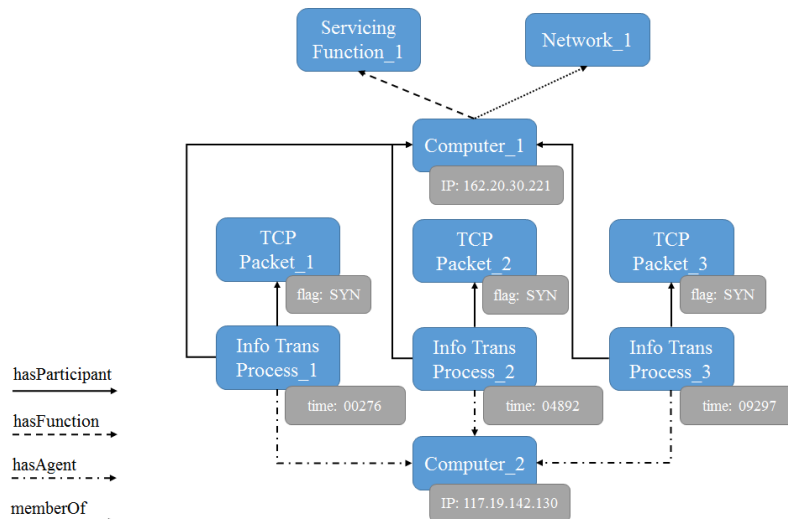 Servicing
Function_1
Network_1
Computer_1
IP: 162.20.30.221
TCP
Packet_1
flag: SYN
TCP
Packet_2
flag: SYN
TCP
Packet_3
flag: SYN
Info Trans
Process_1
time: 00276
Info Trans
Process_2
time: 04892
Info Trans
Process_3
time: 09297
Computer_2
IP: 117.19.142.130
hasParticipant
hasFunction
hasAgent
memberOf